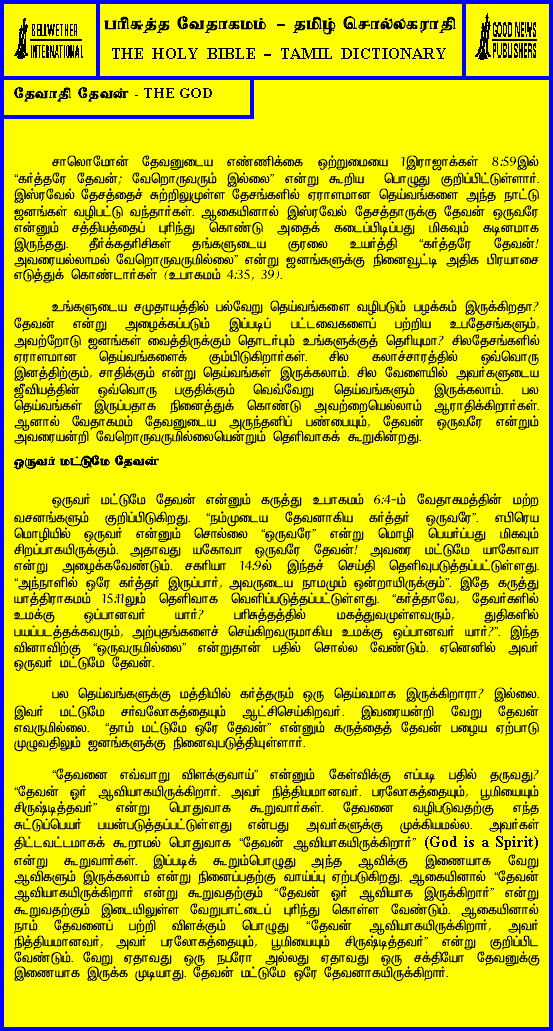 BELLWETHER
INTERNATIONAL
பரிசுத்த வேதாகமம் – தமிழ் சொல்லகராதி
THE HOLY BIBLE – TAMIL DICTIONARY
GOOD NEWS
PUBLISHERS
தேவாதி தேவன் - THE GOD
சாலொமோன் தேவனுடைய எண்ணிக்கை ஒற்றுமையை 1இராஜாக்கள் 8:59இல்
“கர்த்தரே தேவன்; வேறொருவரும் இல்லை” என்று கூறிய பொழுது குறிப்பிட்டுள்ளார்.
இஸ்ரவேல் தேசத்தைச் சுற்றிலுமுள்ள தேசங்களில் ஏராளமான தெய்வங்களை அந்த நாட்டு
ஜனங்கள் வழிபட்டு வந்தார்கள். ஆகையினால் இஸ்ரவேல் தேசத்தாருக்கு தேவன் ஒருவரே
என்னும் சத்தியத்தைப் புரிந்து கொண்டு அதைக் கடைப்பிடிப்பது மிகவும் கடினமாக
இருந்தது. தீர்க்கதரிசிகள் தங்களுடைய குரலை உயர்த்தி “கர்த்தரே தேவன்!
அவரையல்லாமல் வேறொருவருமில்லை” என்று ஜனங்களுக்கு நினைவூட்டி அதிக பிரயாசை
எடுத்துக் கொண்டார்கள் (உபாகமம் 4:35, 39).
உங்களுடைய சமுதாயத்தில் பல்வேறு தெய்வங்களை வழிபடும் பழக்கம் இருக்கிறதா?
தேவன் என்று அழைக்கப்படும் இப்படிப் பட்டவைகளைப் பற்றிய உபதேசங்களும்,
அவற்றோடு ஜனங்கள் வைத்திருக்கும் தொடர்பும் உங்களுக்குத் தெரியுமா? சிலதேசங்களில்
ஏராளமான தெய்வங்களைக் கும்பிடுகிறார்கள். சில கலாச்சாரத்தில் ஒவ்வொரு
இனத்திற்கும், சாதிக்கும் என்று தெய்வங்கள் இருக்கலாம். சில வேளையில் அவர்களுடைய
ஜீவியத்தின் ஒவ்வொரு பகுதிக்கும் வெவ்வேறு தெய்வங்களும் இருக்கலாம். பல
தெய்வங்கள் இருப்பதாக நினைத்துக் கொண்டு அவற்றையெல்லாம் ஆராதிக்கிறார்கள்.
ஆனால் வேதாகமம் தேவனுடைய அருந்தனிப் பண்பையும், தேவன் ஒருவரே என்றும்
அவரையன்றி வேறொருவருமில்லையென்றும் தெளிவாகக் கூறுகின்றது.
ஒருவர் மட்டுமே தேவன்
ஒருவர் மட்டுமே தேவன் என்னும் கருத்து உபாகமம் 6:4-ம் வேதாகமத்தின் மற்ற
வசனங்களும் குறிப்பிடுகிறது. “நம்முடைய தேவனாகிய கர்த்தர் ஒருவரே”. எபிரெய
மொழியில் ஒருவர் என்னும் சொல்லை “ஒருவரே” என்று மொழி பெயர்ப்பது மிகவும்
சிறப்பாகயிருக்கும். அதாவது யகோவா ஒருவரே தேவன்! அவரை மட்டுமே யாகோவா
என்று அழைக்கவேண்டும். சகரியா 14:9ல் இந்தச் செய்தி தெளிவுபடுத்தப்பட்டுள்ளது.
“அந்நாளில் ஒரே கர்த்தர் இருப்பார், அவருடைய நாமமும் ஒன்றாயிருக்கும்”. இதே கருத்து
யாத்திராகமம் 15:11லும் தெளிவாக வெளிப்படுத்தப்பட்டுள்ளது. “கர்த்தாவே, தேவர்களில்
உமக்கு ஒப்பானவர் யார்? பரிசுத்தத்தில் மகத்துவமுள்ளவரும், துதிகளில்
பயப்படத்தக்கவரும், அற்புதங்களைச் செய்கிறவருமாகிய உமக்கு ஒப்பானவர் யார்?”. இந்த
வினாவிற்கு “ஒருவருமில்லை” என்றுதான் பதில் சொல்ல வேண்டும். ஏனெனில் அவர்
ஒருவர் மட்டுமே தேவன்.
பல தெய்வங்களுக்கு மத்தியில் கர்த்தரும் ஒரு தெய்வமாக இருக்கிறாரா? இல்லை.
இவர் மட்டுமே சர்வலோகத்தையும் ஆட்சிசெய்கிறவர். இவரையன்றி வேறு தேவன்
எவருமில்லை. “தாம் மட்டுமே ஒரே தேவன்” என்னும் கருத்தைத் தேவன் பழைய ஏற்பாடு
முழுவதிலும் ஜனங்களுக்கு நினைவுபடுத்தியுள்ளார்.
“தேவனை எவ்வாறு விளக்குவாய்” என்னும் கேள்விக்கு எப்படி பதில் தருவது?
“தேவன் ஓர் ஆவியாகயிருக்கிறார். அவர் நித்தியமானவர். பரலோகத்தையும், பூமியையும்
சிருஷ்டித்தவர்” என்று பொதுவாக கூறுவார்கள். தேவனை வழிபடுவதற்கு எந்த
சுட்டுப்பெயர் பயன்படுத்தப்பட்டுள்ளது என்பது அவர்களுக்கு முக்கியமல்ல. அவர்கள்
திட்டவட்டமாகக் கூறாமல் பொதுவாக “தேவன் ஆவியாகயிருக்கிறார்” (God is a Spirit)
என்று கூறுவார்கள். இப்படிக் கூறும்பொழுது அந்த ஆவிக்கு இணையாக வேறு
ஆவிகளும் இருக்கலாம் என்று நினைப்பதற்கு வாய்ப்பு ஏற்படுகிறது. ஆகையினால் “தேவன்
ஆவியாகயிருக்கிறார் என்று கூறுவதற்கும் “தேவன் ஓர் ஆவியாக இருக்கிறார்” என்று
கூறுவதற்கும் இடையிலுள்ள வேறுபாட்டைப் புரிந்து கொள்ள வேண்டும். ஆகையினால்
நாம் தேவனைப் பற்றி விளக்கும் பொழுது “தேவன் ஆவியாகயிருக்கிறார், அவர்
நித்தியமானவர், அவர் பரலோகத்தையும், பூமியையும் சிருஷ்டித்தவர்” என்று குறிப்பிட
வேண்டும். வேறு ஏதாவது ஒரு நபரோ அல்லது ஏதாவது ஒரு சக்தியோ தேவனுக்கு
இணையாக இருக்க முடியாது. தேவன் மட்டுமே ஒரே தேவனாகயிருக்கிறார்.